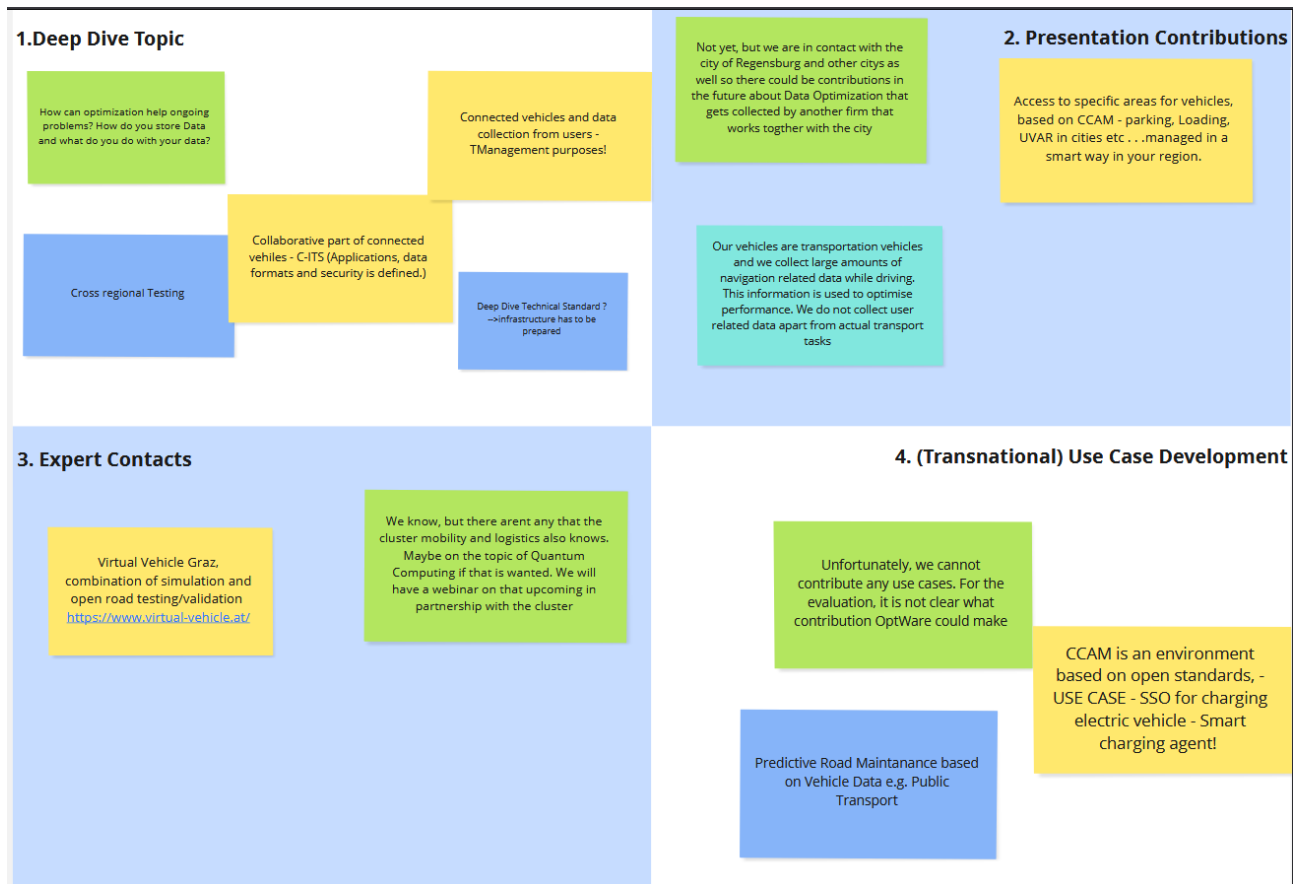 1.Deep Dive Topic
How can optimization help ongoing
problems? How do you store Data
and what do you do with your data?
Connected vehicles and data
collection from users -
TManagement purposes!
Collaborative part of connected
vehiles - C-ITS (Applications, data
formats and security is defined.)
Cross regional Testing
Deep Dive Technical Standard ?
-->infrastructure has to be
prepared
2. Presentation Contributions
Not yet, but we are in contact with the
city of Regensburg and other citys as
well so there could be contributions in
the future about Data Optimization that
gets collected by another firm that
works togther with the city
Access to specific areas for vehicles,
based on CCAM - parking, Loading,
UVAR in cities etc . . .managed in a
smart way in your region.
Our vehicles are transportation vehicles
and we collect large amounts of
navigation related data while driving.
This information is used to optimise
performance. We do not collect user
related data apart from actual transport
tasks
3. Expert Contacts
Virtual Vehicle Graz,
combination of simulation and
open road testing/validation
https://www.virtual-vehicle.at/
We know, but there arent any that the
cluster mobility and logistics also knows.
Maybe on the topic of Quantum
Computing if that is wanted. We will
have a webinar on that upcoming in
partnership with the cluster
4. (Transnational) Use Case Development
Unfortunately, we cannot
contribute any use cases. For the
evaluation, it is not clear what
contribution OptWare could make
CCAM is an environment
based on open standards, -
USE CASE - SSO for charging
electric vehicle - Smart
charging agent!
Predictive Road Maintanance based
on Vehicle Data e.g. Public
Transport